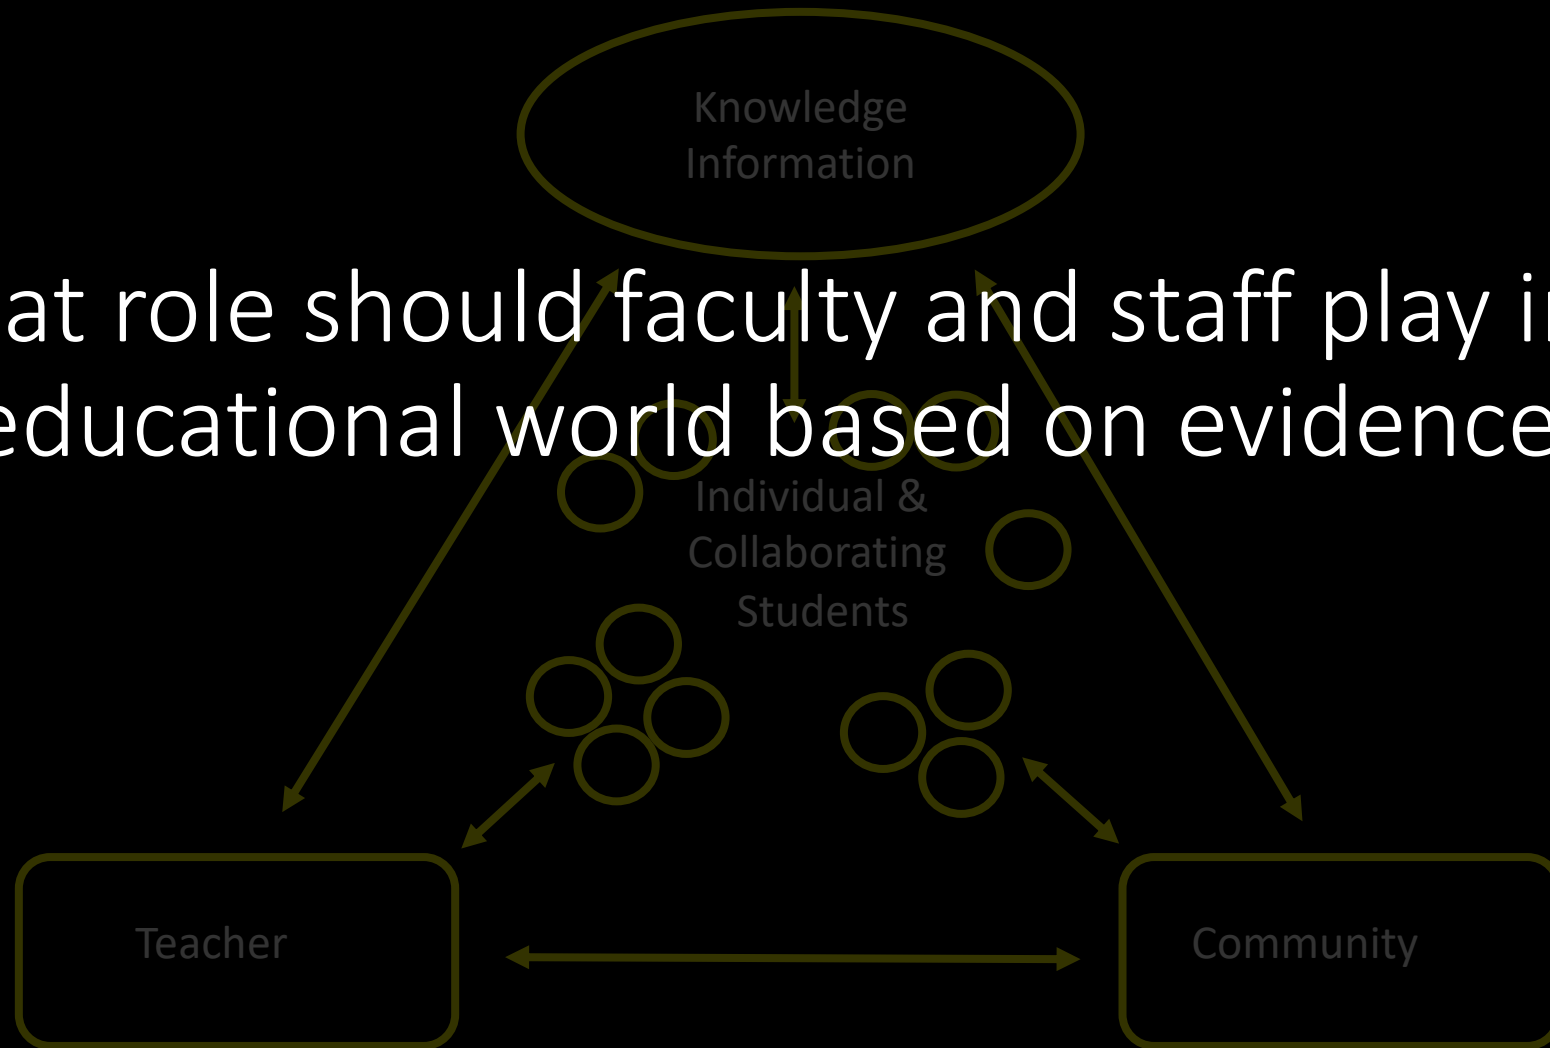 Knowledge
Information
at role should faculty and staff play i
educational world based on evidence
Individual &
Collaborating
Students
Teacher
Community